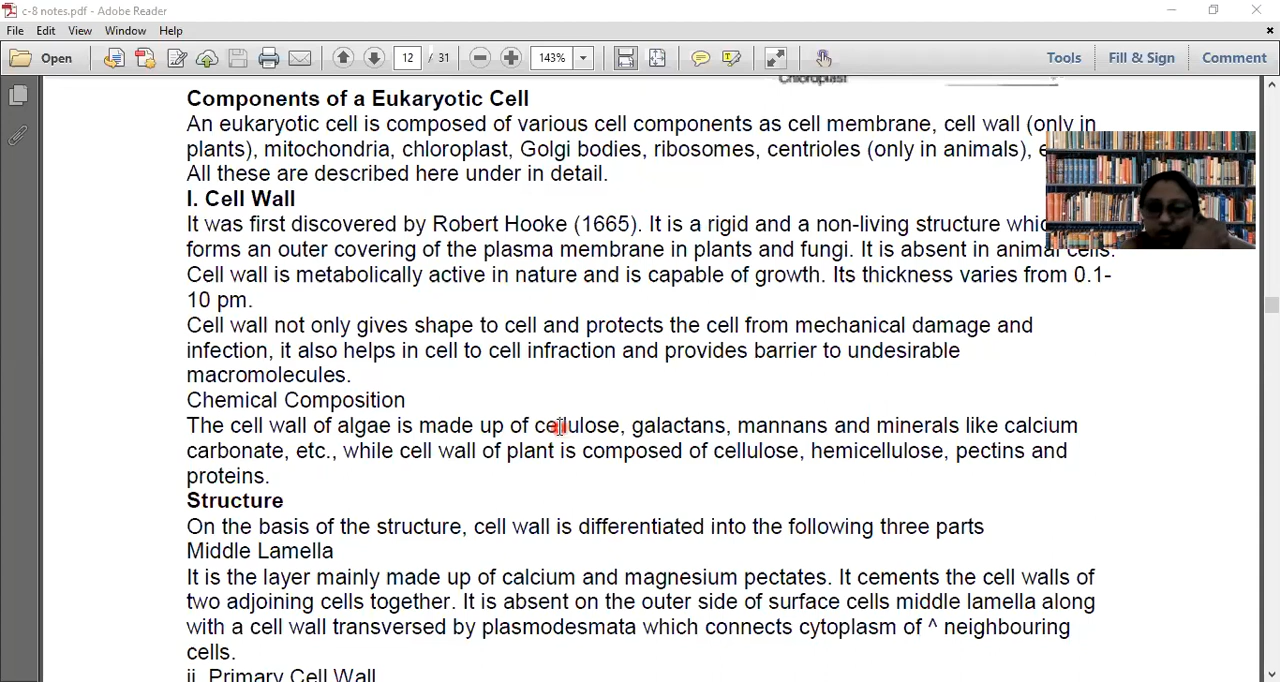 c-8 notes.pdf - Adobe Reader
File Edit View Window Help
Open 12 / 31 143% Tools Fill & Sign Comment
Chloroplast
Components of a Eukaryotic Cell
An eukaryotic cell is composed of various cell components as cell membrane, cell wall (only in
plants), mitochondria, chloroplast, Golgi bodies, ribosomes, centrioles (only in animals),
All these are described here under in detail.
I. Cell Wall
It was first discovered by Robert Hooke (1665). It is a rigid and a non-living structure
forms an outer covering of the plasma membrane in plants and fungi. It is absent in animal cells.
Cell wall is metabolically active in nature and is capable of growth. Its thickness varies from 0.1-
10 pm.
Cell wall not only gives shape to cell and protects the cell from mechanical damage and
infection, it also helps in cell to cell infraction and provides barrier to undesirable
macromolecules.
Chemical Composition
The cell wall of algae is made up of cellulose, galactans, mannans and minerals like calcium
carbonate, etc., while cell wall of plant is composed of cellulose, hemicellulose, pectins and
proteins.
Structure
On the basis of the structure, cell wall is differentiated into the following three parts
Middle Lamella
It is the layer mainly made up of calcium and magnesium pectates. It cements the cell walls of
two adjoining cells together. It is absent on the outer side of surface cells middle lamella along
with a cell wall transversed by plasmodesmata which connects cytoplasm of ^ neighbouring
cells.
ii. Primary Cell Wall